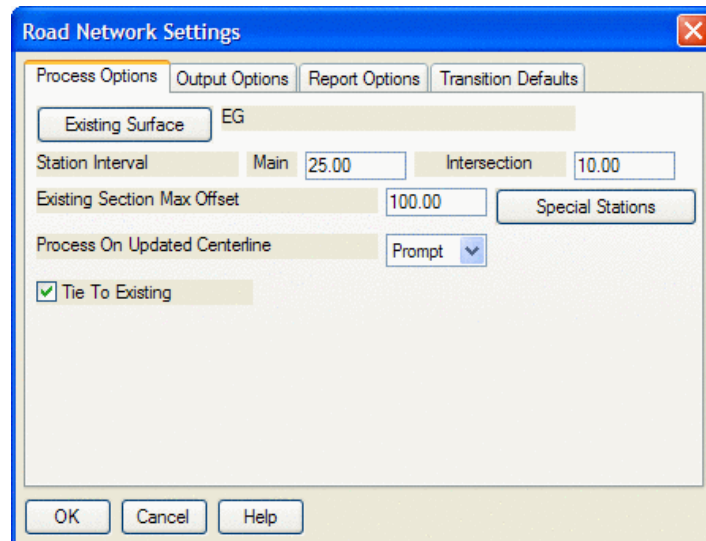 Road Network Settings
Process Options Output Options Report Options Transition Defaults
Existing Surface EG
Station Interval Main 25.00 Intersection 10.00
Existing Section Max Offset 100.00 Special Stations
Process On Updated Centerline Prompt
Tie To Existing
OK Cancel Help